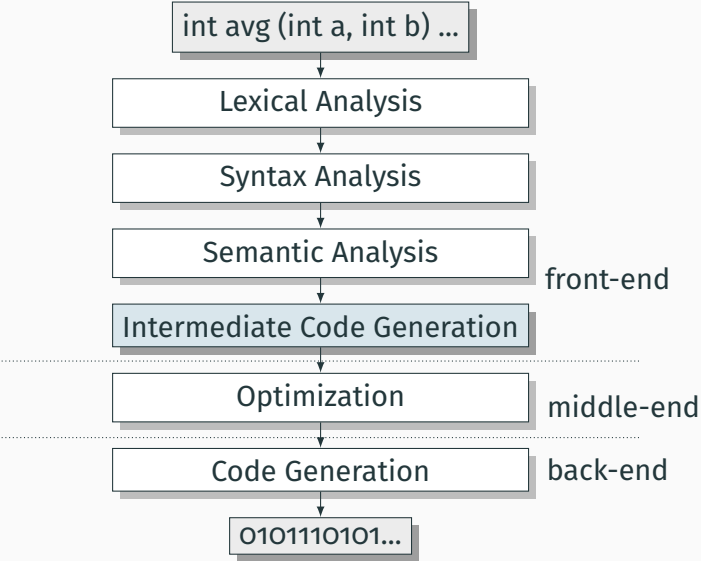 int avg (int a, int b) ...
Lexical Analysis
Syntax Analysis
Semantic Analysis
front-end
Intermediate Code Generation
Optimization
middle-end
Code Generation
back-end
0101110101...